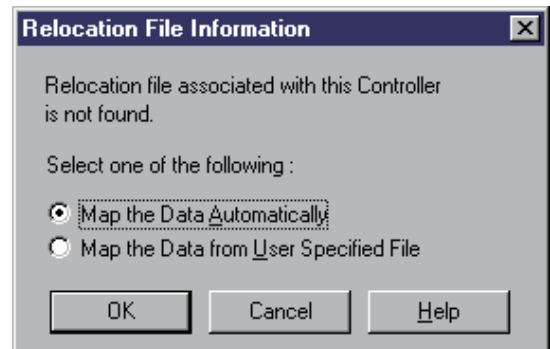 Relocation File Information
Relocation file associated with this Controller
is not found.
Select one of the following :
Map the Data Automatically
Map the Data from User Specified File
OK
Cancel
Help